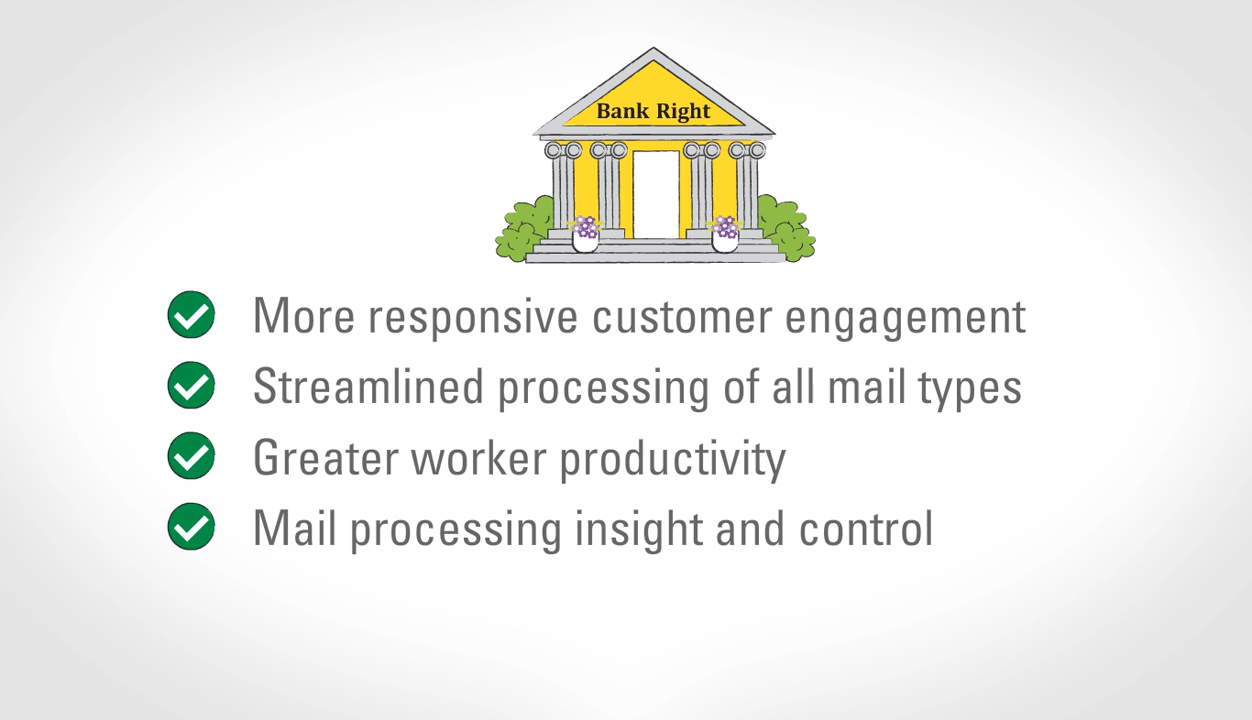 Bank Right
More responsive customer engagement
Streamlined processing of all mail types
Greater worker productivity
Mail processing insight and control